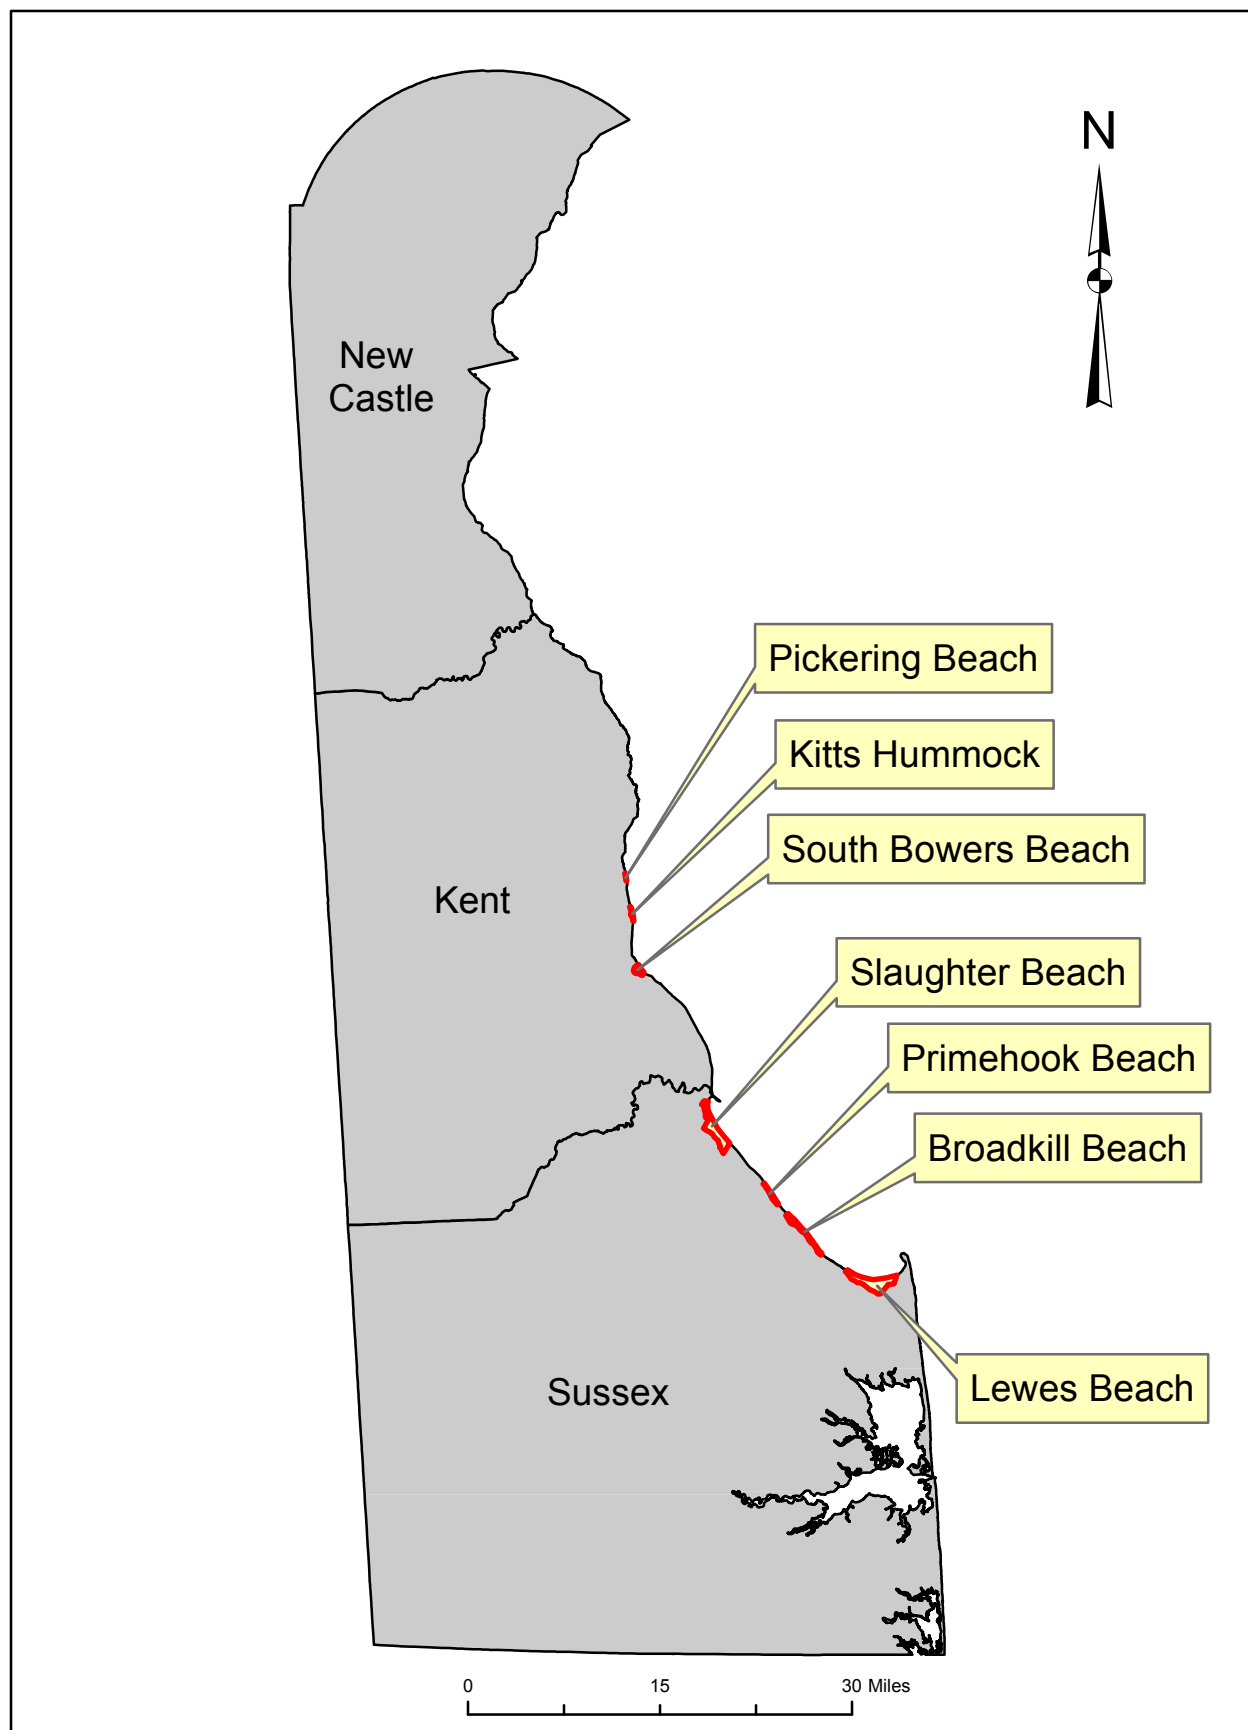 N
New
Castle
Pickering Beach
Kitts Hummock
South Bowers Beach
Kent
Slaughter Beach
Primehook Beach
Broadkill Beach
Lewes Beach
Sussex
0 15 30 Miles